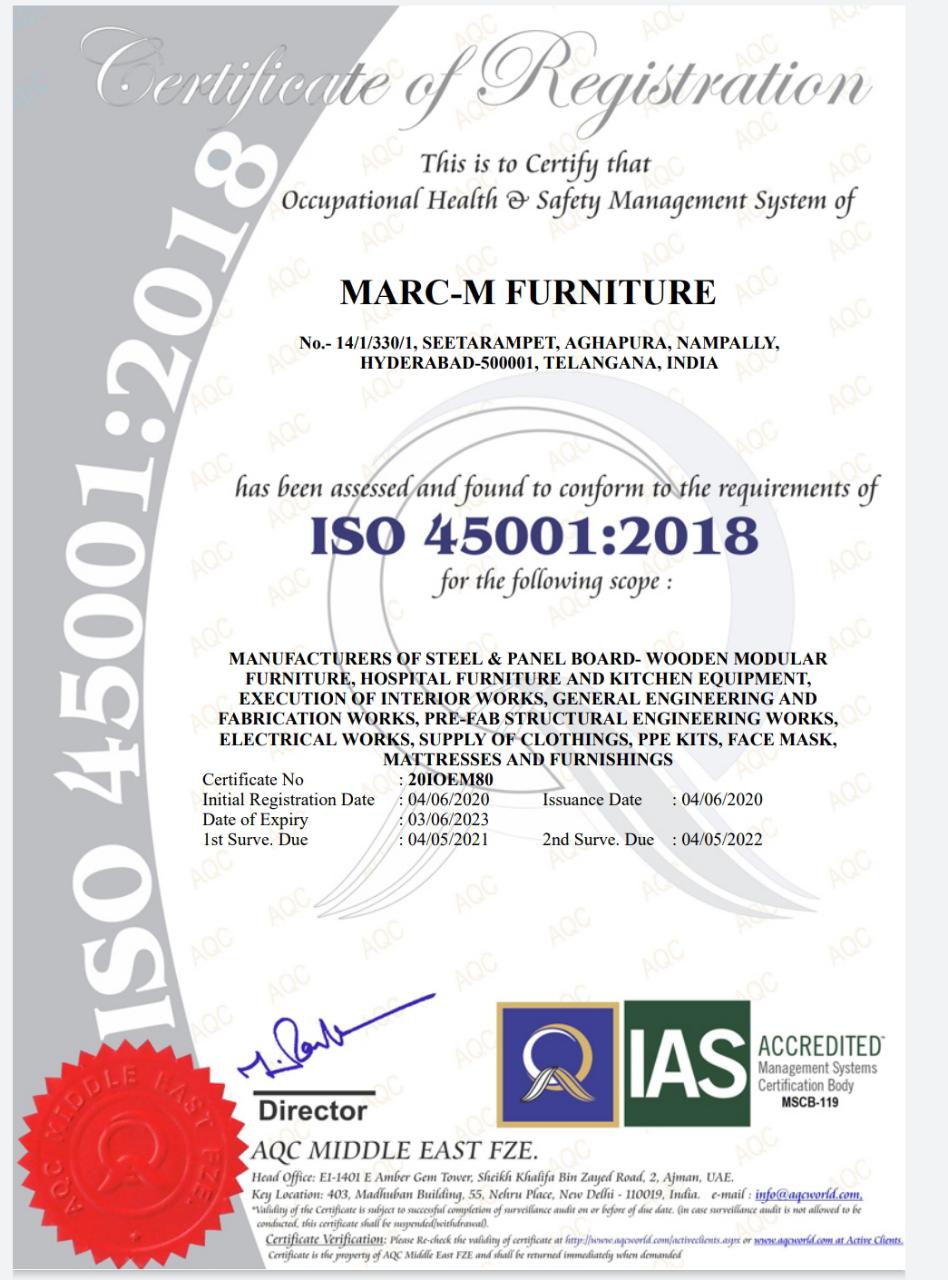 Certificate of Registration
This is to Certify that
Occupational Health & Safety Management System of
MARC-M FURNITURE
No.- 14/1/330/1, SEETARAMPET, AGHAPURA, NAMPALLY,
HYDERABAD-500001, TELANGANA, INDIA
has been assessed and found to conform to the requirements of
ISO 45001:2018
for the following scope :
MANUFACTURERS OF STEEL & PANEL BOARD- WOODEN MODULAR
FURNITURE, HOSPITAL FURNITURE AND KITCHEN EQUIPMENT,
EXECUTION OF INTERIOR WORKS, GENERAL ENGINEERING AND
FABRICATION WORKS, PRE-FAB STRUCTURAL ENGINEERING WORKS,
ELECTRICAL WORKS, SUPPLY OF CLOTHINGS, PPE KITS, FACE MASK,
MATTRESSES AND FURNISHINGS
Certificate No : 20IOEM80
Initial Registration Date : 04/06/2020 Issuance Date : 04/06/2020
Date of Expiry : 03/06/2023
1st Surve. Due : 04/05/2021 2nd Surve. Due : 04/05/2022
ISO 45001:2018
Director
IAS
ACCREDITED
Management Systems
Certification Body
MSCB-119
AQC MIDDLE EAST FZE.
AQC MIDDLE EAST FZE.
Head Office: E1-1401 E Amber Gem Tower, Sheikh Khalifa Bin Zayed Road, 2, Ajman, UAE.
Key Location: 403, Madhuban Building, 55, Nehru Place, New Delhi - 110019, India. e-mail : info@aqcworld.com,
*Validity of the Certificate is subject to successful completion of surveillance audit on or before of due date. (in case surveillance audit is not allowed to be
conducted, this certificate shall be suspended/withdrawal).
Certificate Verification: Please Re-check the validity of certificate at http://www.aqcworld.com/activeclients.aspx or www.aqcworld.com at Active Clients.
Certificate is the property of AQC Middle East FZE and shall be returned immediately when demanded